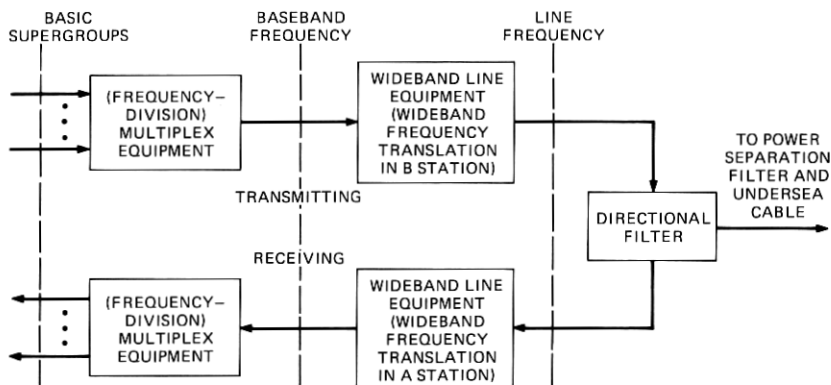 BASIC
SUPERGROUPS
BASEBAND
FREQUENCY
LINE
FREQUENCY
(FREQUENCY–
DIVISION)
MULTIPLEX
EQUIPMENT
WIDEBAND LINE
EQUIPMENT
(WIDEBAND
FREQUENCY
TRANSLATION
IN B STATION)
TO POWER
SEPARATION
FILTER AND
UNDERSEA
CABLE
TRANSMITTING
DIRECTIONAL
FILTER
RECEIVING
(FREQUENCY–
DIVISION)
MULTIPLEX
EQUIPMENT
WIDEBAND LINE
EQUIPMENT
(WIDEBAND
FREQUENCY
TRANSLATION
IN A STATION)